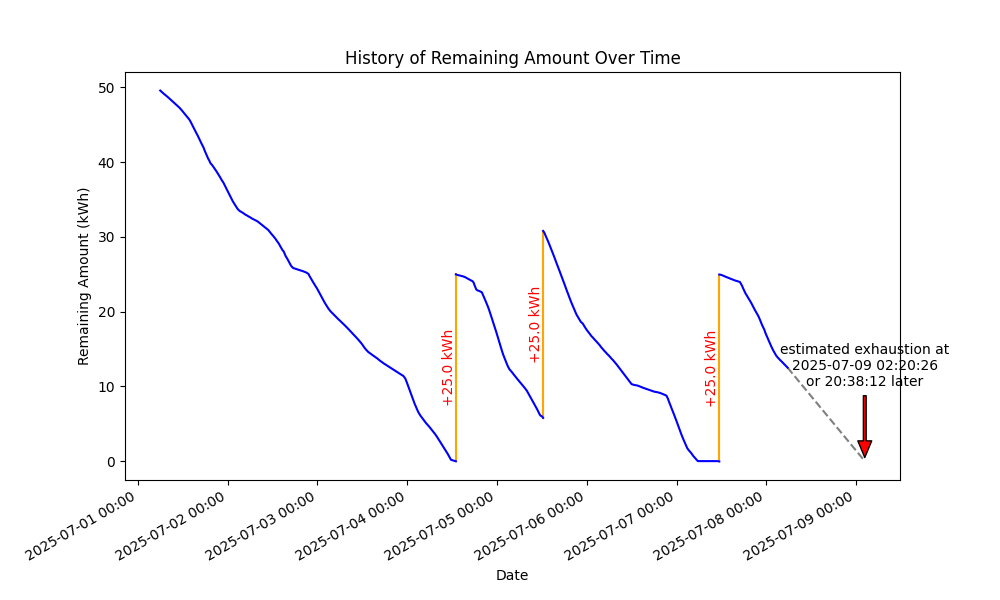 History of Remaining Amount Over Time
Remaining Amount (kWh)
50
40
30
20
10
0
+25.0 kWh
+25.0 kWh
+25.0 kWh
estimated exhaustion at
2025-07-09 02:20:26
or 20:38:12 later
2025-07-01 00:00
2025-07-02 00:00
2025-07-03 00:00
2025-07-04 00:00
2025-07-05 00:00
2025-07-06 00:00
2025-07-07 00:00
2025-07-08 00:00
2025-07-09 00:00
Date